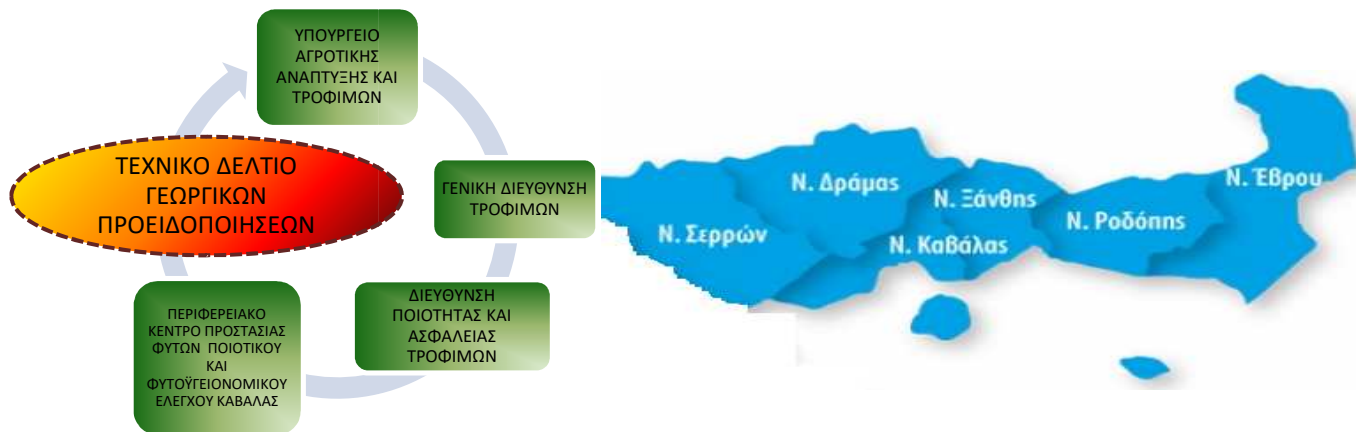 ΥΠΟΥΡΓΕΙΟ
ΑΓΡΟΤΙΚΗΣ
ΑΝΑΠΤΥΞΗΣ ΚΑΙ
ΤΡΟΦΙΜΩΝ
ΤΕΧΝΙΚΟ ΔΕΛΤΙΟ
ΓΕΩΡΓΙΚΩΝ
ΠΡΟΕΙΔΟΠΟΙΗΣΕΩΝ
ΓΕΝΙΚΗ ΔΙΕΥΘΥΝΣΗ
ΤΡΟΦΙΜΩΝ
ΔΙΕΥΘΥΝΣΗ
ΠΟΙΟΤΗΤΑΣ ΚΑΙ
ΑΣΦΑΛΕΙΑΣ
ΤΡΟΦΙΜΩΝ
ΠΕΡΙΦΕΡΕΙΑΚΟ
ΚΕΝΤΡΟ ΠΡΟΣΤΑΣΙΑΣ
ΦΥΤΩΝ ΠΟΙΟΤΙΚΟΥ
ΚΑΙ
ΦΥΤΟΫΓΕΙΟΝΟΜΙΚΟΥ
ΕΛΕΓΧΟΥ ΚΑΒΑΛΑΣ
Ν. Σερρών
Ν. Δράμας
Ν. Ξάνθης
Ν. Καβάλας
Ν. Ροδόπης
Ν. Έβρου